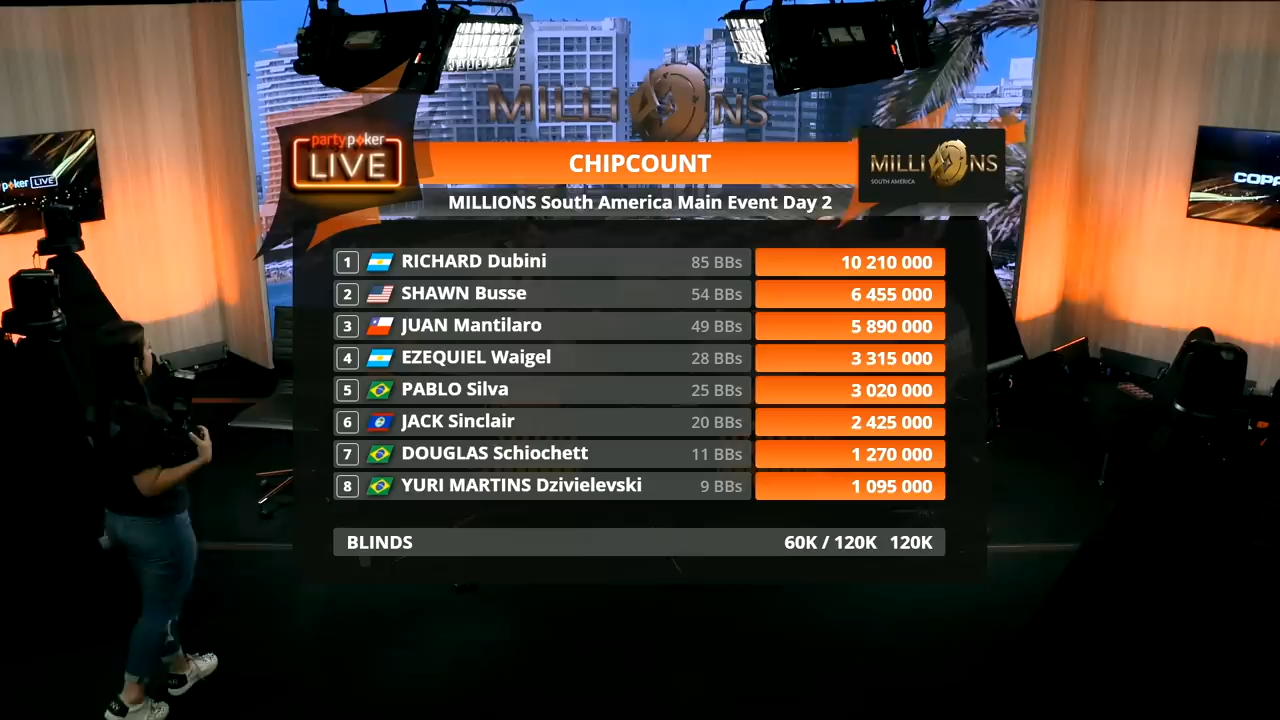 MILLIONS
partypoker
LIVE
CHIPCOUNT
MILLIONS
SOUTH AMERICA
MILLIONS South America Main Event Day 2
poker LIVE
COPA
1 RICHARD Dubini 85 BBs 10 210 000
2 SHAWN Busse 54 BBs 6 455 000
3 JUAN Mantilaro 49 BBs 5 890 000
4 EZEQUIEL Waigel 28 BBs 3 315 000
5 PABLO Silva 25 BBs 3 020 000
6 JACK Sinclair 20 BBs 2 425 000
7 DOUGLAS Schiochett 11 BBs 1 270 000
8 YURI MARTINS Dzivielevski 9 BBs 1 095 000
BLINDS 60K / 120K 120K